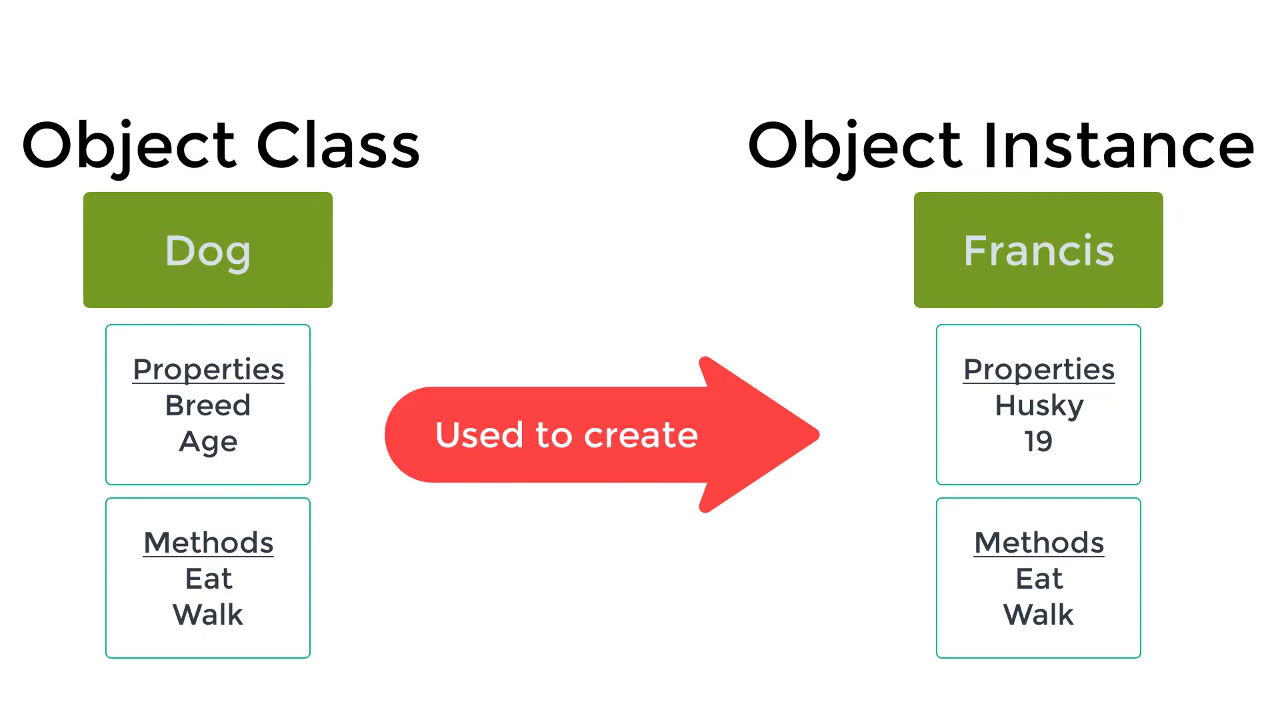 Object Class
Dog
Properties
Breed
Age
Methods
Eat
Walk
Used to create
Object Instance
Francis
Properties
Husky
19
Methods
Eat
Walk